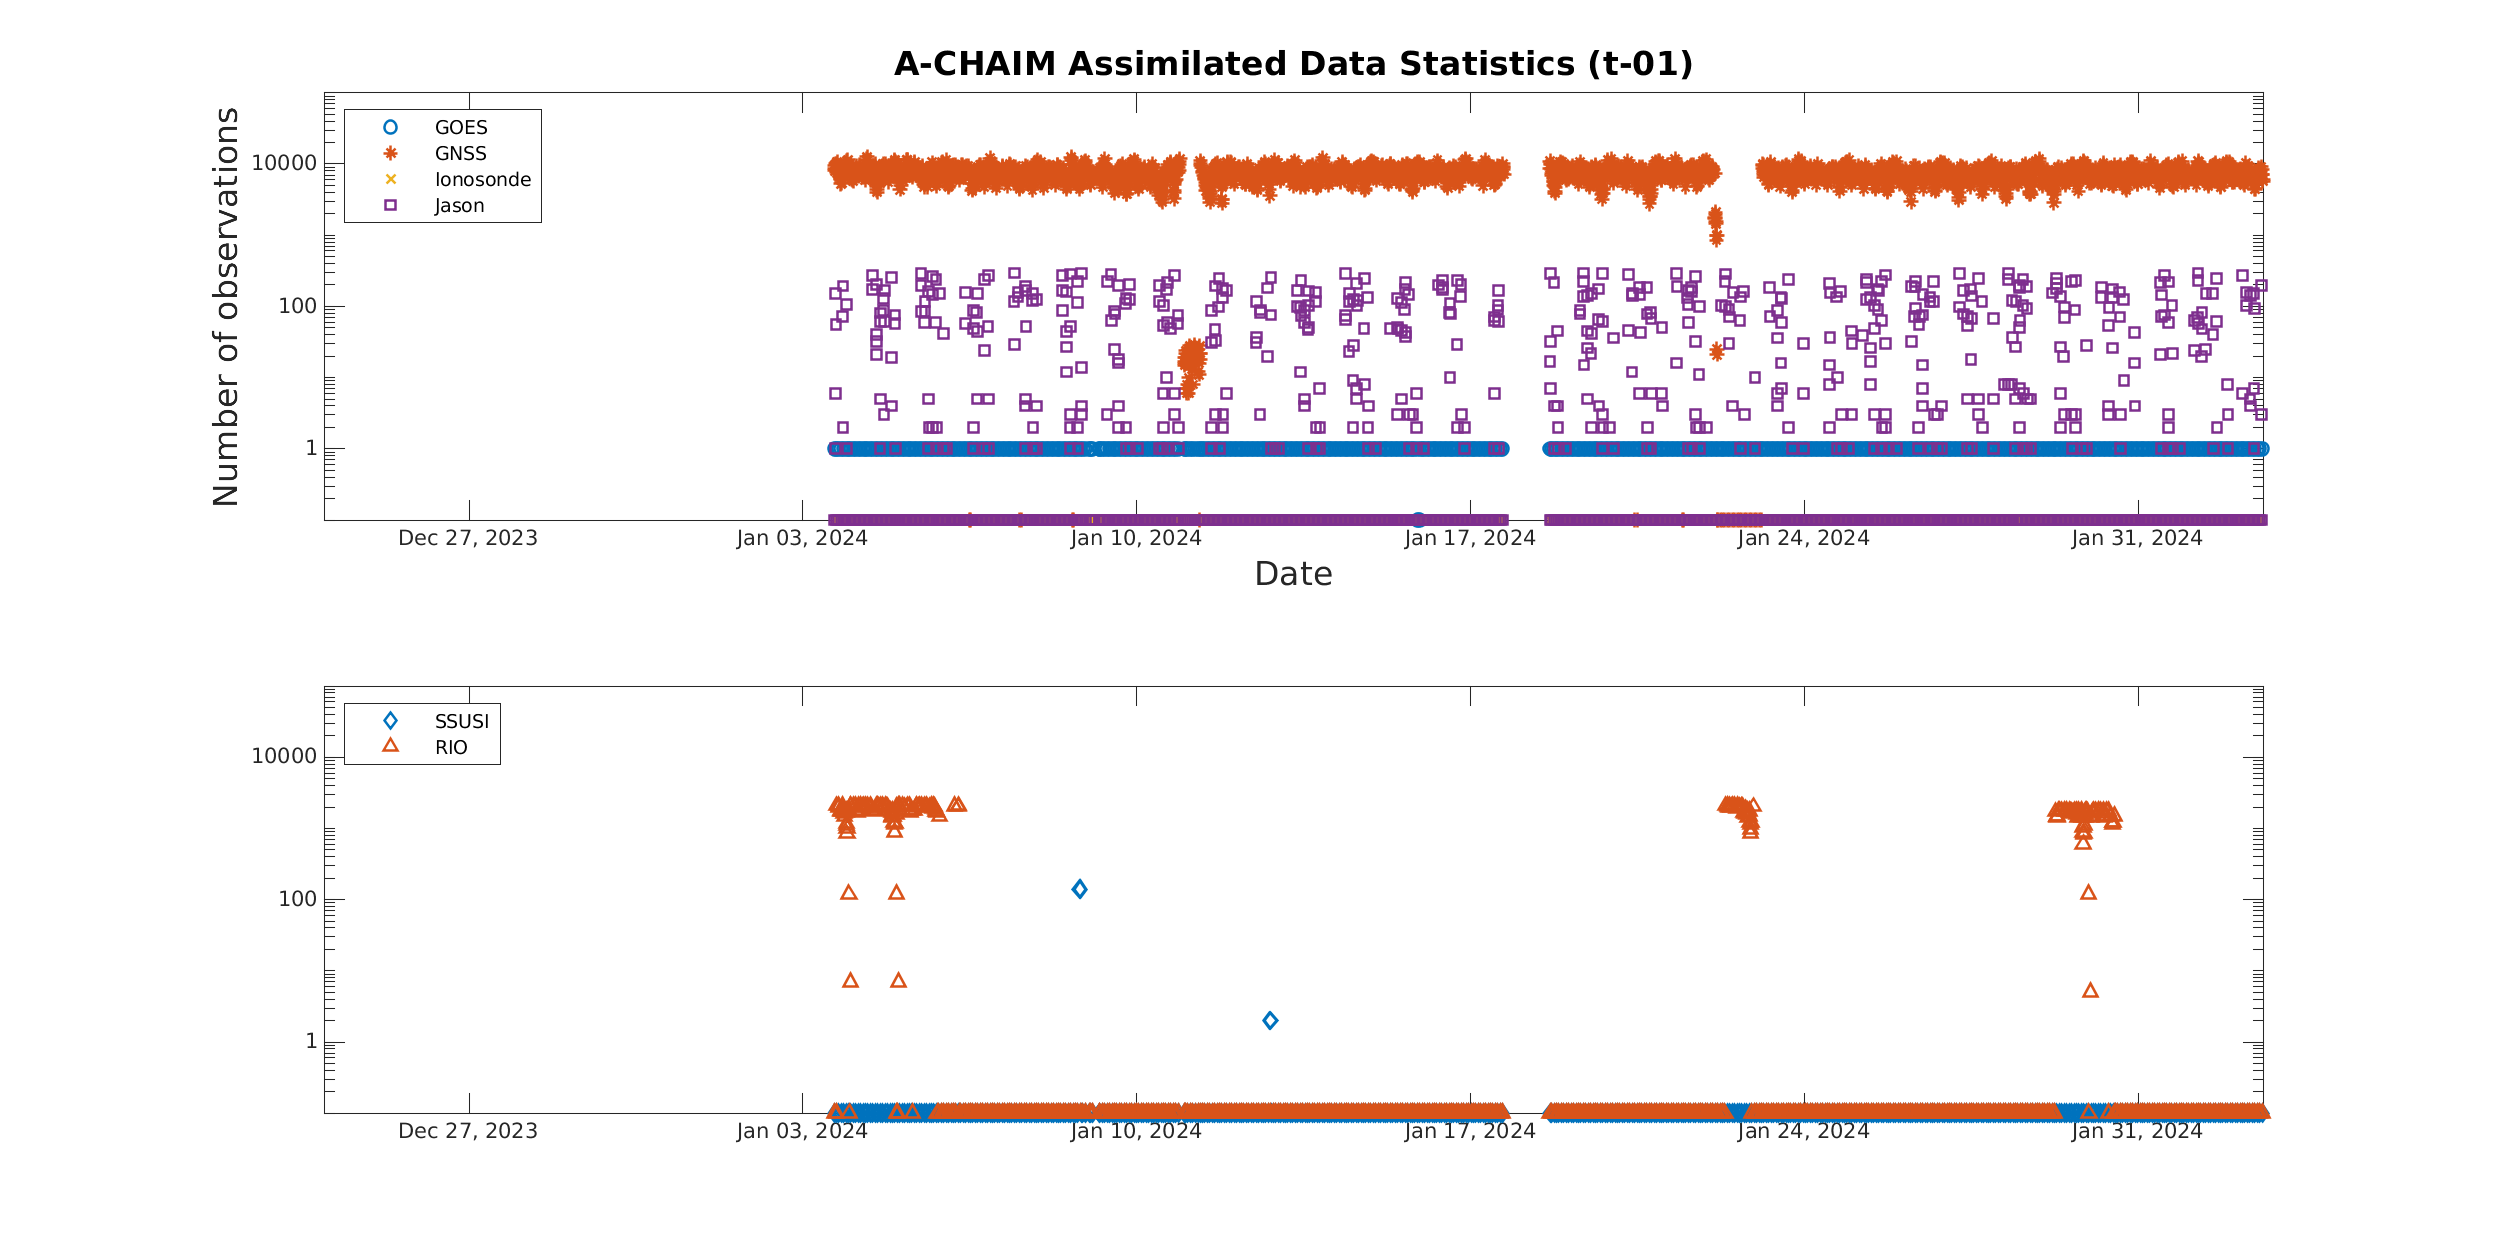 A-CHAIM Assimilated Data Statistics (t-01)
Number of observations
10000
100
1
GOES
GNSS
Ionosonde
Jason
Dec 27, 2023
Jan 03, 2024
Jan 10, 2024
Jan 17, 2024
Jan 24, 2024
Jan 31, 2024
Date
10000
100
1
SSUSI
RIO
Dec 27, 2023
Jan 03, 2024
Jan 10, 2024
Jan 17, 2024
Jan 24, 2024
Jan 31, 2024